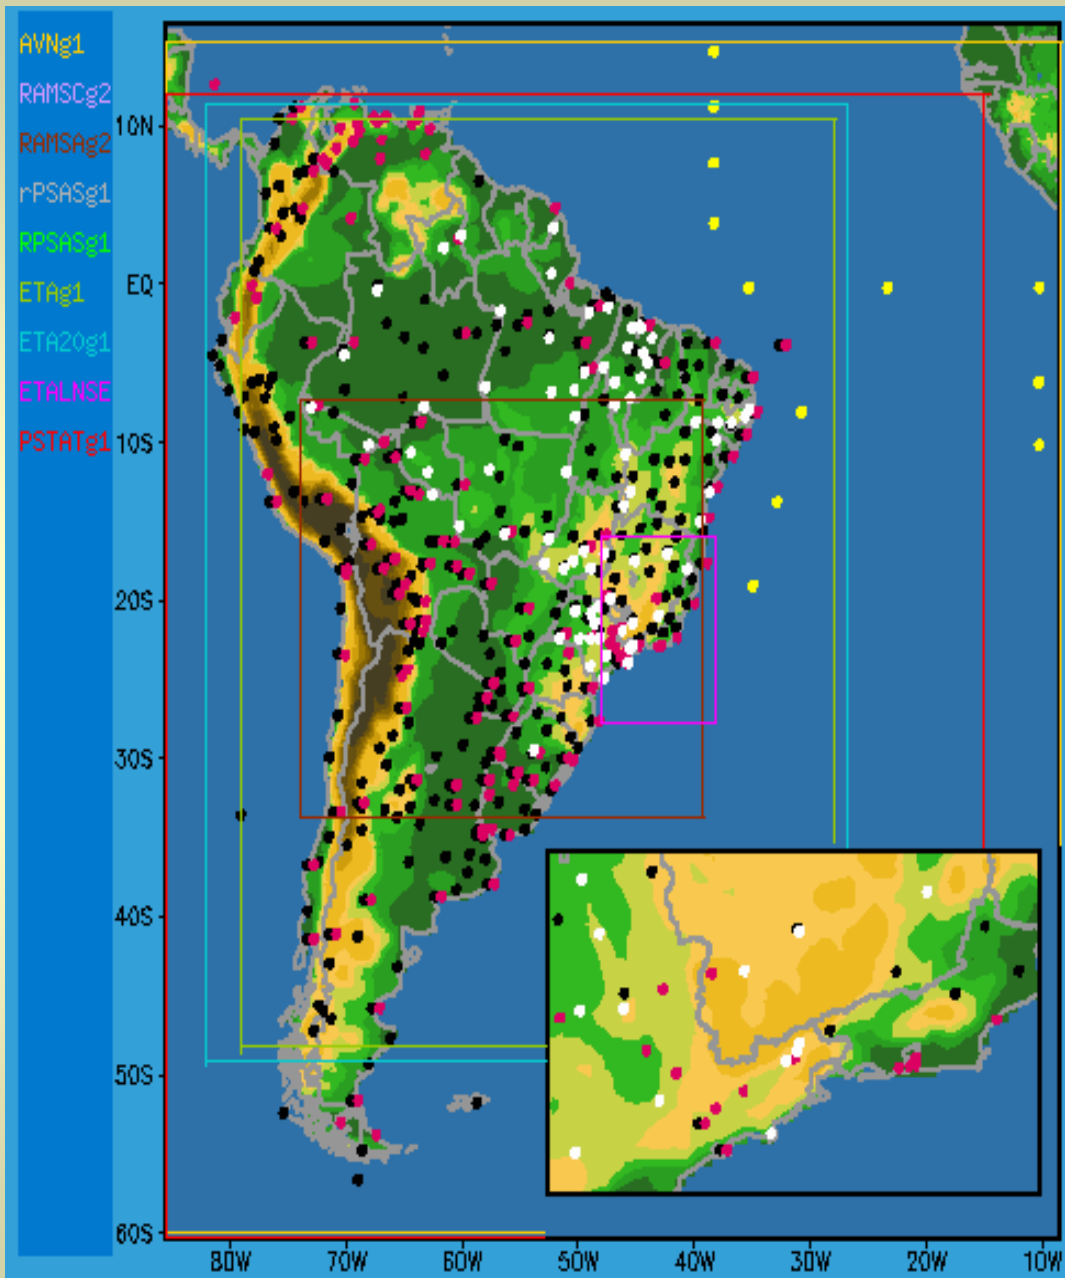 AVNg1
RAMSCg2
RAMSAg2
rPSASg1
RPSASg1
ETAg1
ETA20g1
ETALNSE
PSTATg1
10N
EQ
10S
20S
30S
40S
50S
60S
80W 70W 60W 50W 40W 30W 20W 10W